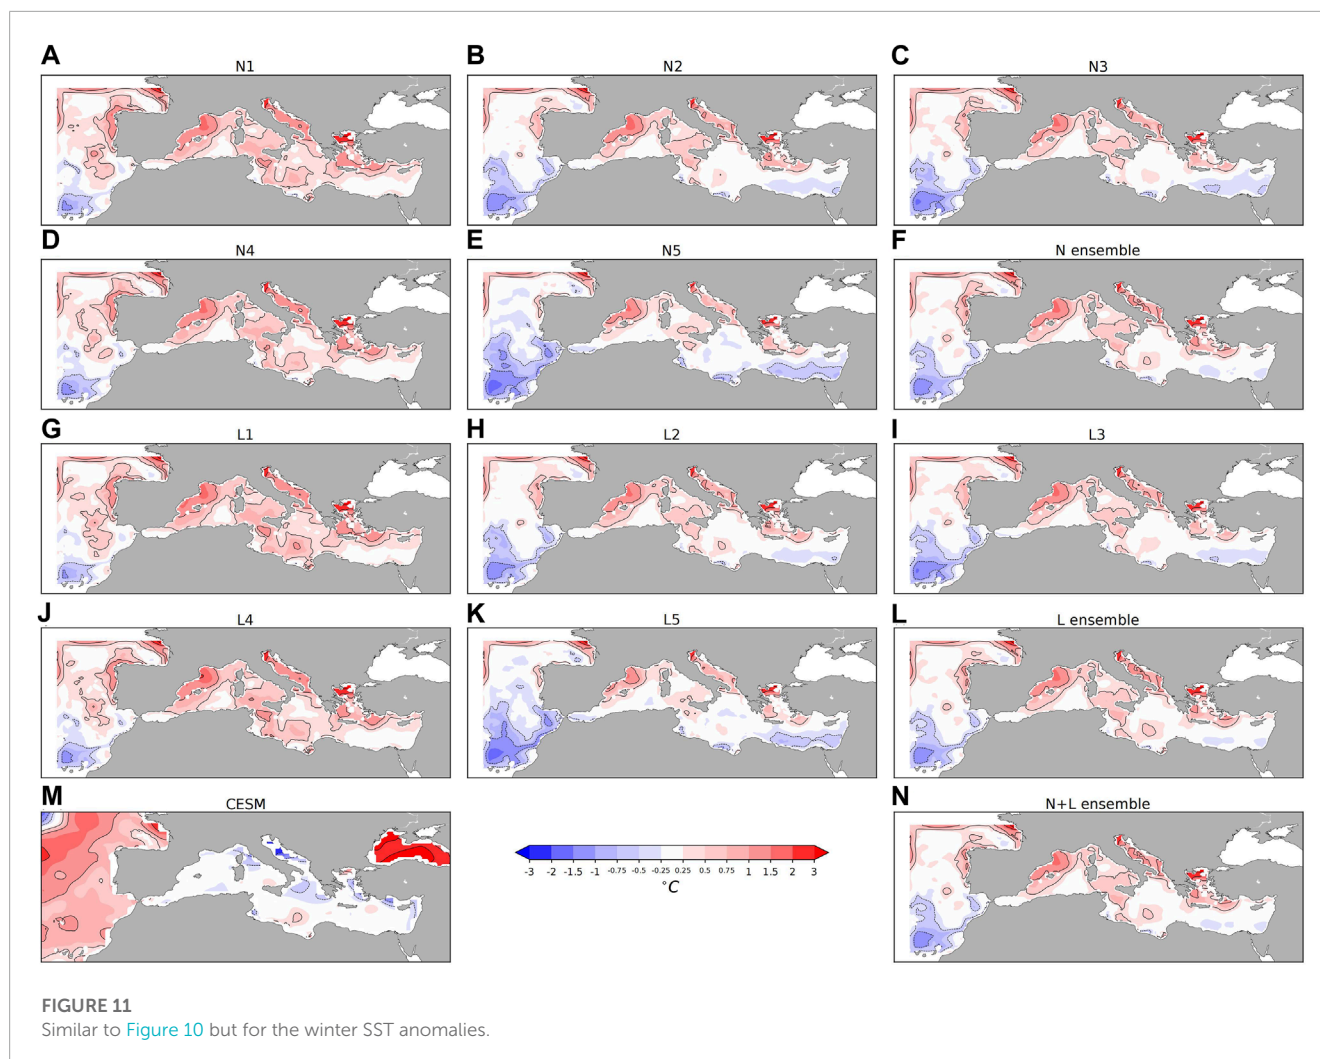 A
N1
B
N2
C
N3
D
N4
E
N5
F
N ensemble
G
L1
H
L2
I
L3
J
L4
K
L5
L
L ensemble
M
CESM
N
N+L ensemble
-3 -2 -1.5 -1 -0.75 -0.5 -0.25 0.25 0.5 0.75 1 1.5 2 3
°C
FIGURE 11
Similar to Figure 10 but for the winter SST anomalies.